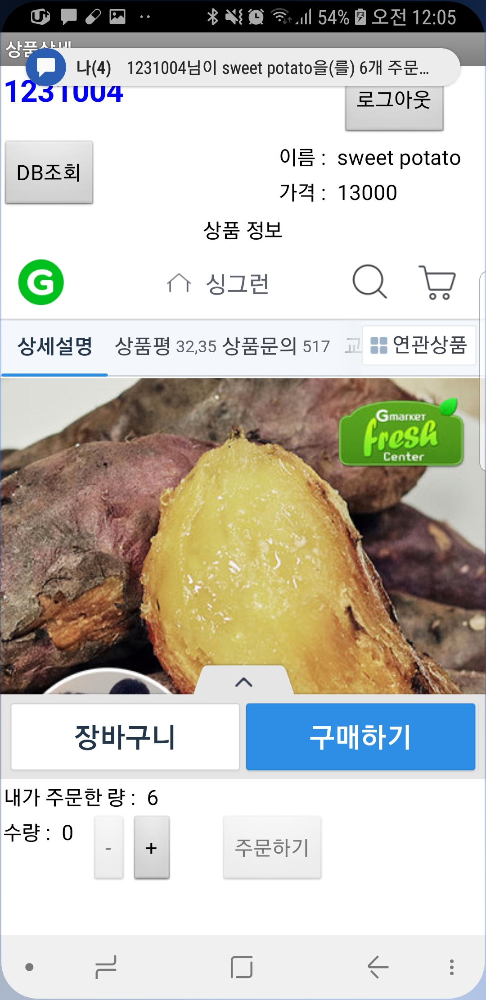 54% 오전 12:05
상품상세
나(4) 1231004님이 sweet potato을(를) 6개 주문...
1231004
로그아웃
DB조회
이름 : sweet potato
가격 : 13000
상품 정보
G
싱그런
상세설명 상품평 32,35 상품문의 517 교 연관상품
Gmarket
fresh
Center
장바구니 구매하기
내가 주문한 량 : 6
수량 : 0 - + 주문하기